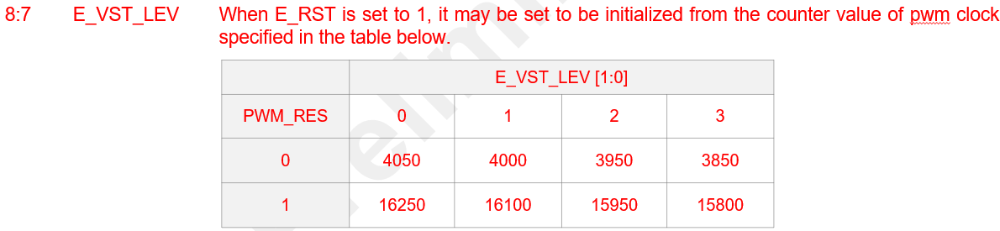 8:7 E_VST_LEV When E_RST is set to 1, it may be set to be initialized from the counter value of pwm clock
specified in the table below.
E_VST_LEV [1:0]
PWM_RES 0 1 2 3
0 4050 4000 3950 3850
1 16250 16100 15950 15800